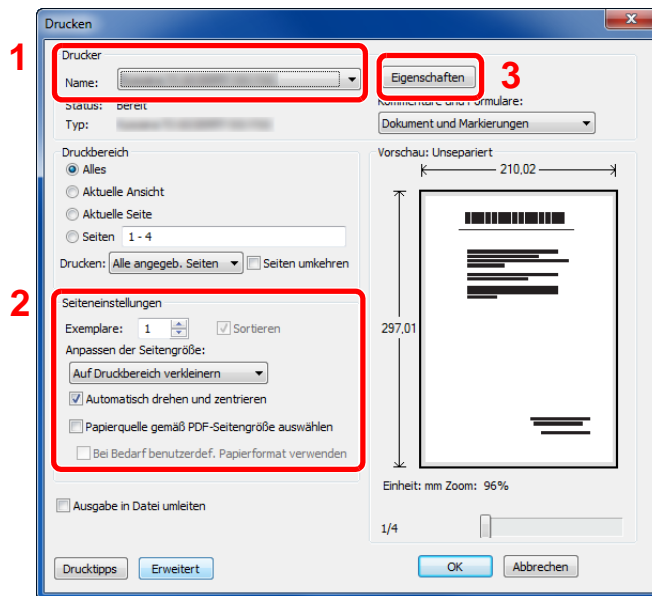 Drucken
x
1
Drucker
Name:
Eigenschaften
3
Status: Bereit
Kommentare und Formulare:
Typ:
Dokument und Markierungen
Druckbereich
Alles
Aktuelle Ansicht
Aktuelle Seite
Seiten 1 - 4
Drucken: Alle angegeb. Seiten Seiten umkehren
Vorschau: Unsepariert
210,02
297,01
2
Seiteneinstellungen
Exemplare: 1 Sortieren
Anpassen der Seitengröße:
Auf Druckbereich verkleinern
Automatisch drehen und zentrieren
Papierquelle gemäß PDF-Seitengröße auswählen
Bei Bedarf benutzerdef. Papierformat verwenden
Einheit: mm Zoom: 96%
Ausgabe in Datei umleiten
1/4
Drucktipps Erweitert OK Abbrechen